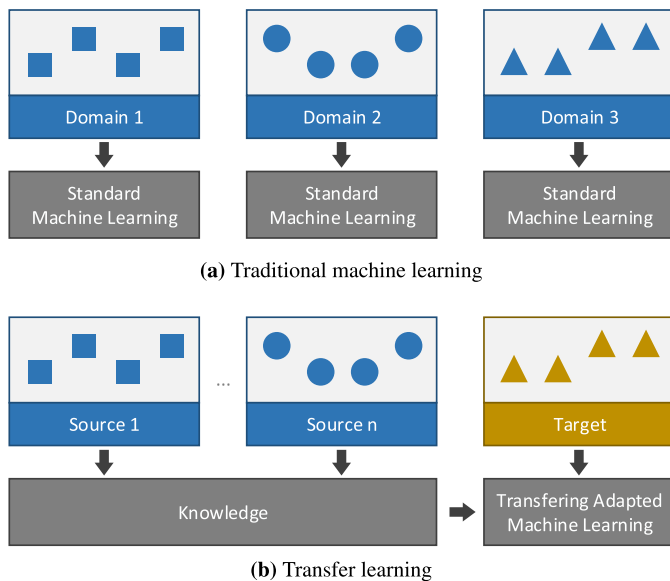 Domain 1
Domain 2
Domain 3
Standard
Machine Learning
Standard
Machine Learning
Standard
Machine Learning
(a) Traditional machine learning
...
Source 1
Source n
Target
Knowledge
Transfering Adapted
Machine Learning
(b) Transfer learning